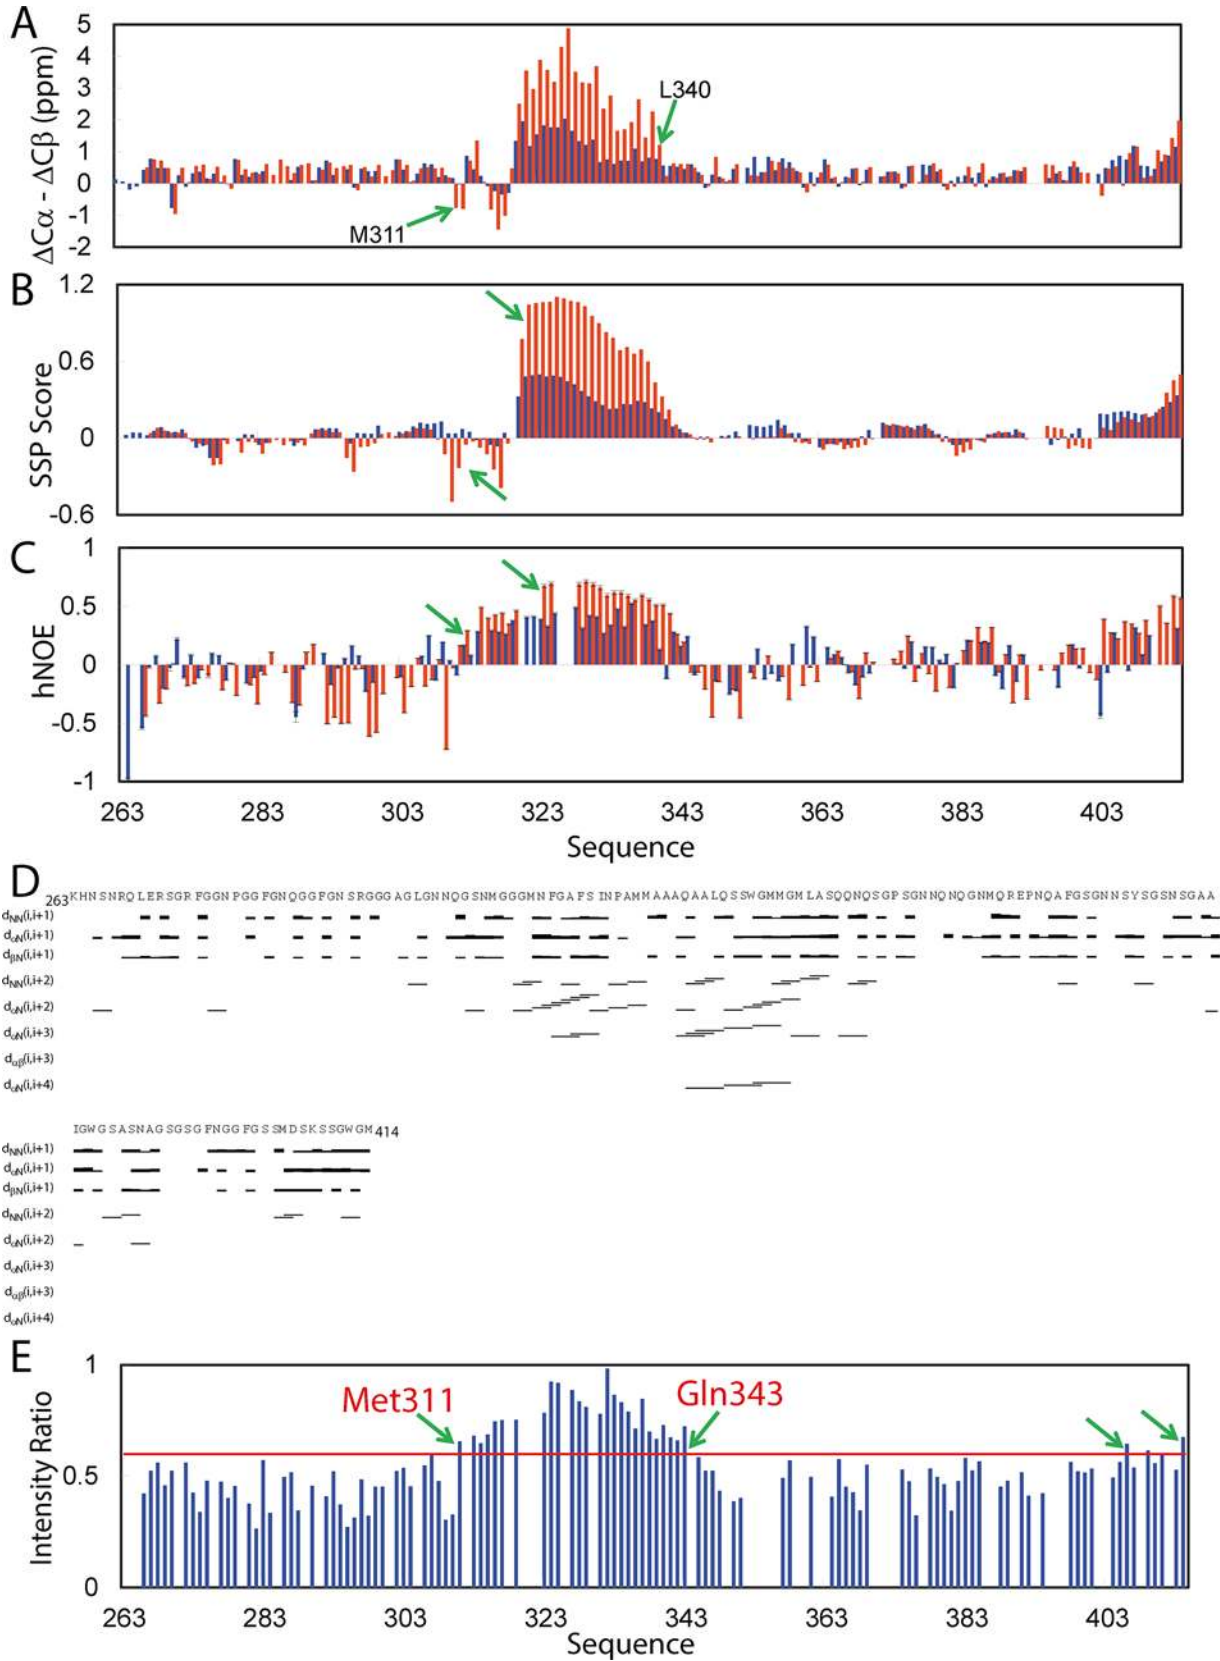 A
ΔCα - ΔCβ (ppm)
5
4
3
2
1
0
-1
-2
L340
M311
B
SSP Score
1.2
0.6
0
-0.6
C
hNOE
1
0.5
0
-0.5
-1
263 283 303 323 343 363 383 403
Sequence
D
263KHNSNRQLERSGRFGGNPGGFGNQGGFGNSRGGGAGLGNNQGSNMGGGMNFGAFSINPAMMAAAQAALQSSWGMMGMLASQQNQSGPSGNNQNQGNMQREPNQAFGSGNNSYSGSNSGAA
dNN(i,i+1)
dαN(i,i+1)
dβN(i,i+1)
dNN(i,i+2)
dαN(i,i+2)
dαN(i,i+3)
dαβ(i,i+3)
dαN(i,i+4)
IGWGSASNAGSGSGFNGGFGSSMDSKSSGWGM414
dNN(i,i+1)
dαN(i,i+1)
dβN(i,i+1)
dNN(i,i+2)
dαN(i,i+2)
dαN(i,i+3)
dαβ(i,i+3)
dαN(i,i+4)
E
Intensity Ratio
1
0.5
0
Met311
Gln343
263 283 303 323 343 363 383 403
Sequence